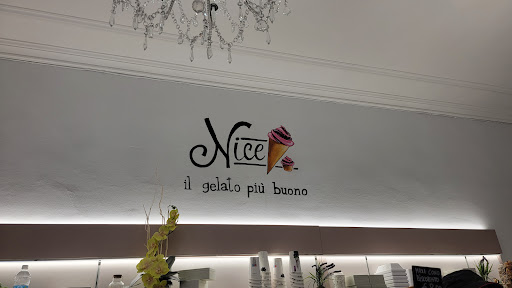 Nice
il gelato più buono